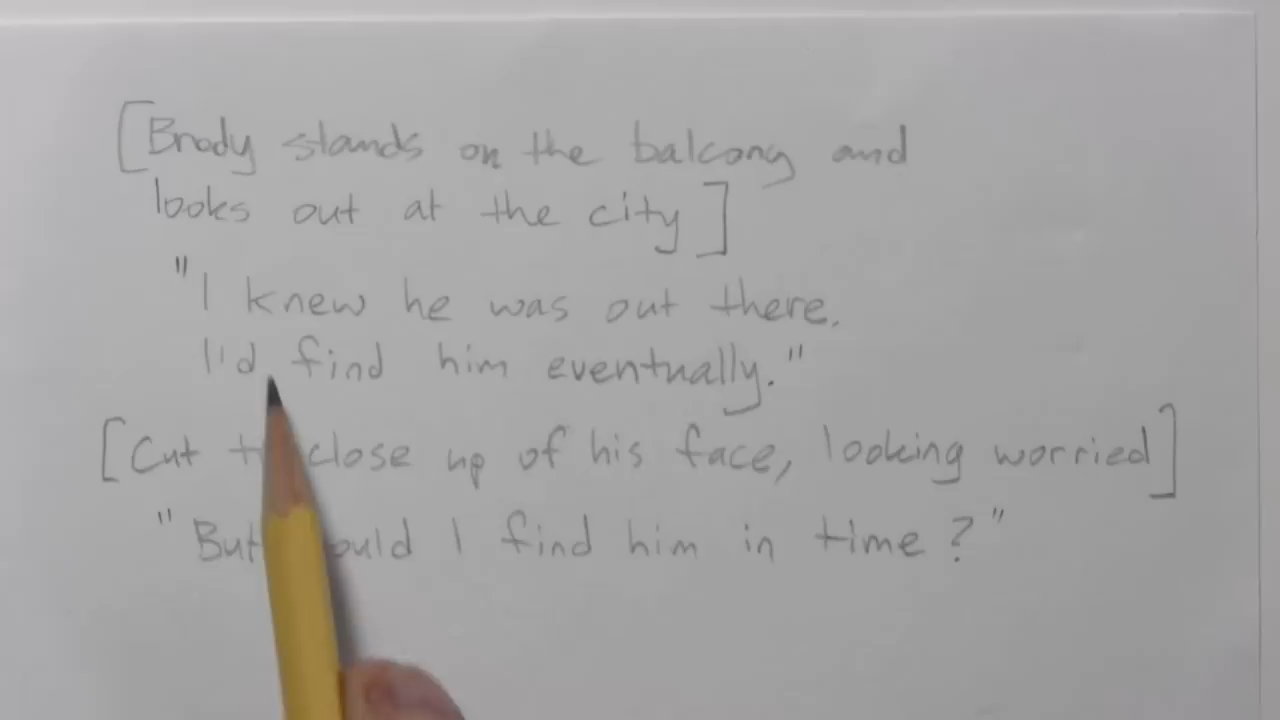 [Brody stands on the balcony and
looks out at the city]
"I knew he was out there.
I'd find him eventually."
[Cut close up of his face, looking worried]
"But I find him in time?"